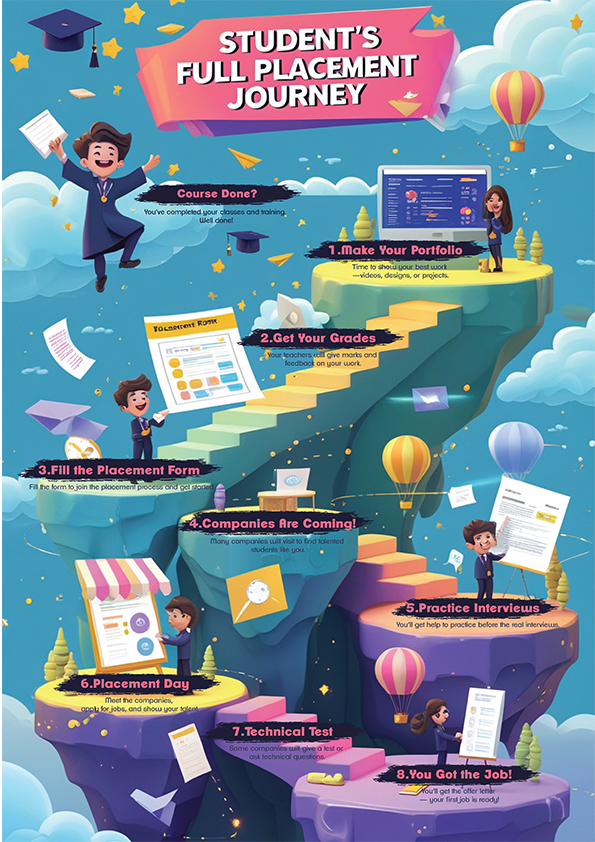 STUDENT'S
FULL PLACEMENT
JOURNEY
Course Done?
You've completed your classes and training.
Well done!
1.Make Your Portfolio
Time to show your best work
—videos, designs, or projects.
2.Get Your Grades
Your teachers will give marks and
feedback on your work.
3.Fill the Placement Form
Fill the form to join the placement process and get started.
4.Companies Are Coming!
Many companies will visit to find talented
students like you.
5.Practice Interviews
You'll get help to practice before the real interviews.
6.Placement Day
Meet the companies,
apply for jobs, and show your talent.
7.Technical Test
Some companies will give a test or
ask technical questions.
8.You Got the Job!
You'll get the offer letter
— your first job is ready!